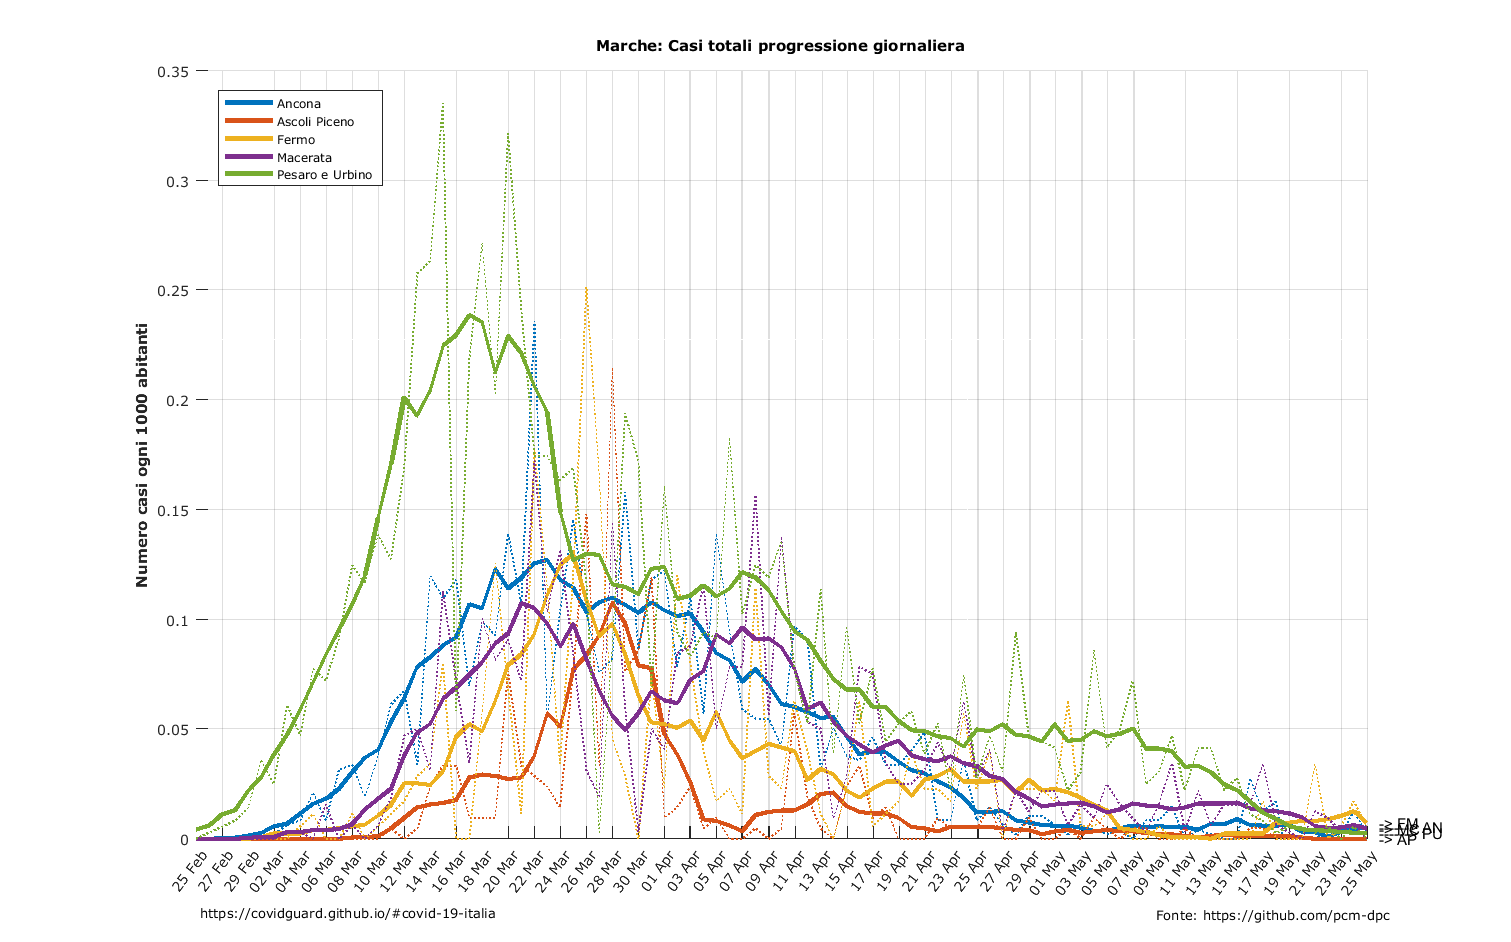 Marche: Casi totali progressione giornaliera
Numero casi ogni 1000 abitanti
0.35
0.3
0.25
0.2
0.15
0.1
0.05
0
Ancona
Ascoli Piceno
Fermo
Macerata
Pesaro e Urbino
25 Feb
27 Feb
29 Feb
02 Mar
04 Mar
06 Mar
08 Mar
10 Mar
12 Mar
14 Mar
16 Mar
18 Mar
20 Mar
22 Mar
24 Mar
26 Mar
28 Mar
30 Mar
01 Apr
03 Apr
05 Apr
07 Apr
09 Apr
11 Apr
13 Apr
15 Apr
17 Apr
19 Apr
21 Apr
23 Apr
25 Apr
27 Apr
29 Apr
01 May
03 May
05 May
07 May
09 May
11 May
13 May
15 May
17 May
19 May
21 May
23 May
25 May
-> FM
AN
PU
-> AP
https://covidguard.github.io/#covid-19-italia
Fonte: https://github.com/pcm-dpc